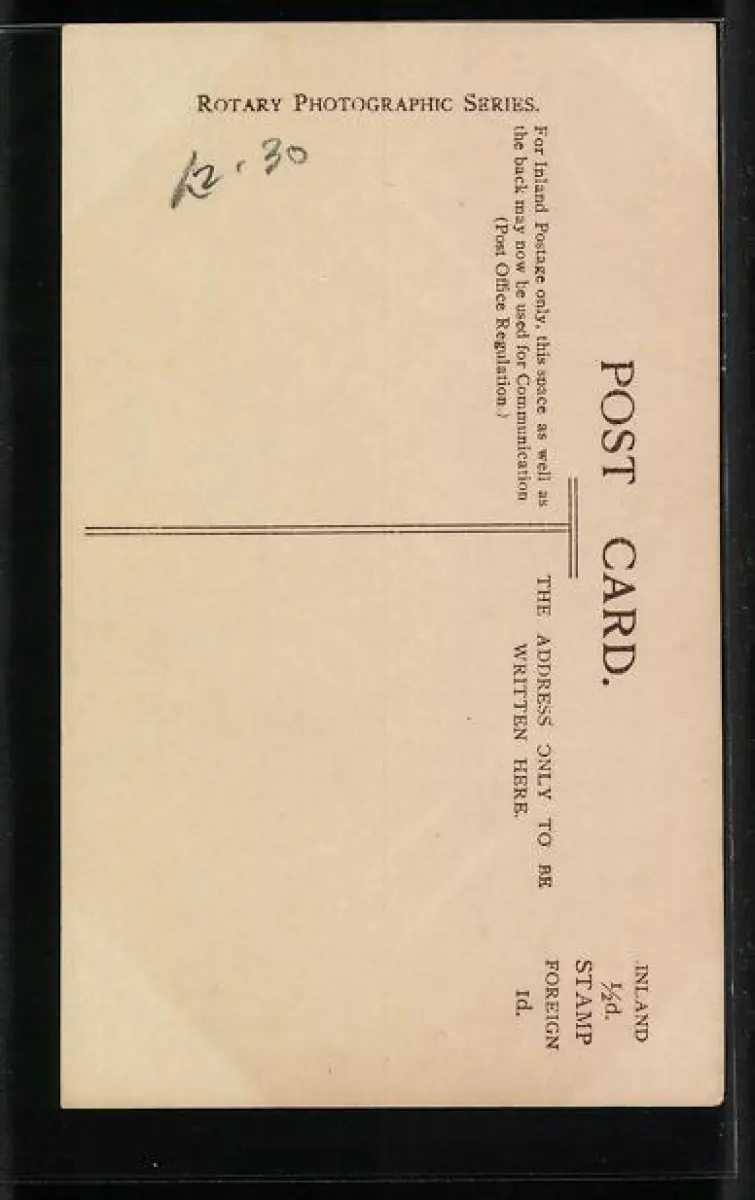 ROTARY PHOTOGRAPHIC SERIES.
12.30
POST CARD.
For Inland Postage only, this space as well as
the back may now be used for Communication
(Post Office Regulation.)
THE ADDRESS ONLY TO BE
WRITTEN HERE.
INLAND
½d.
STAMP
FOREIGN
1d.